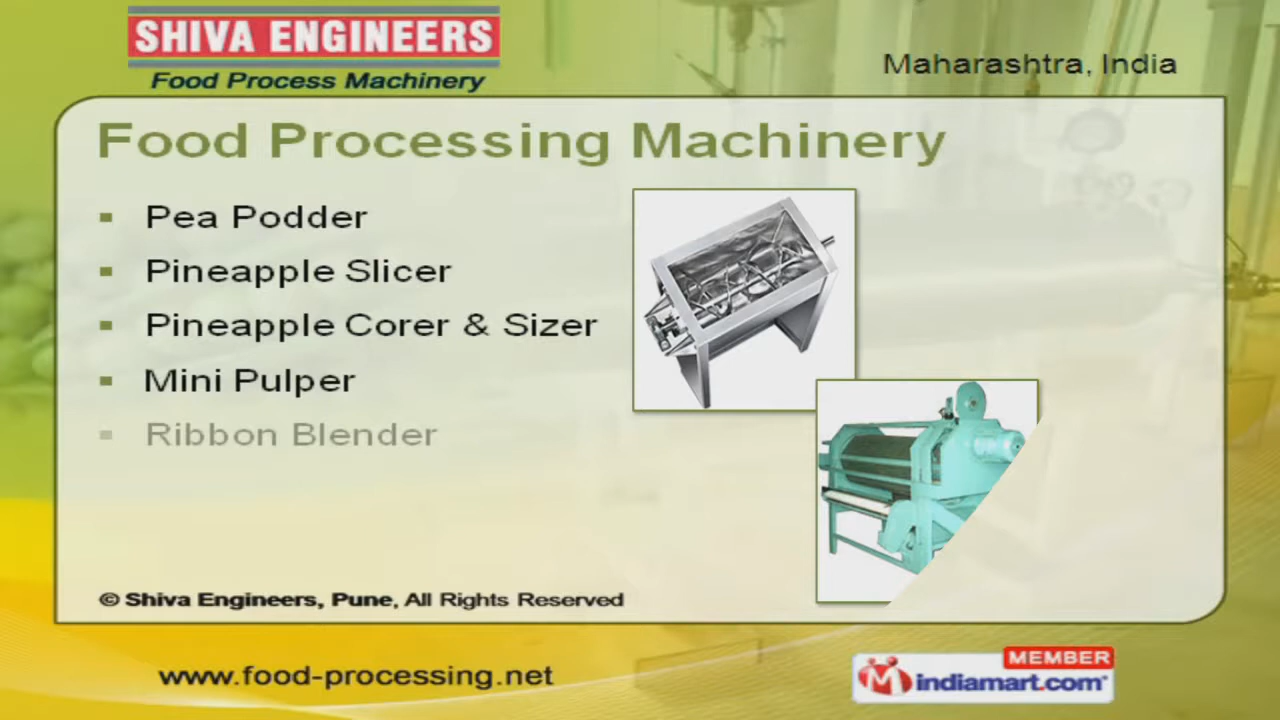 SHIVA ENGINEERS
Food Process Machinery
Maharashtra, India
Food Processing Machinery
Pea Podder
Pineapple Slicer
Pineapple Corer & Sizer
Mini Pulper
Ribbon Blender
© Shiva Engineers, Pune, All Rights Reserved
www.food-processing.net
MEMBER
indiamart.com